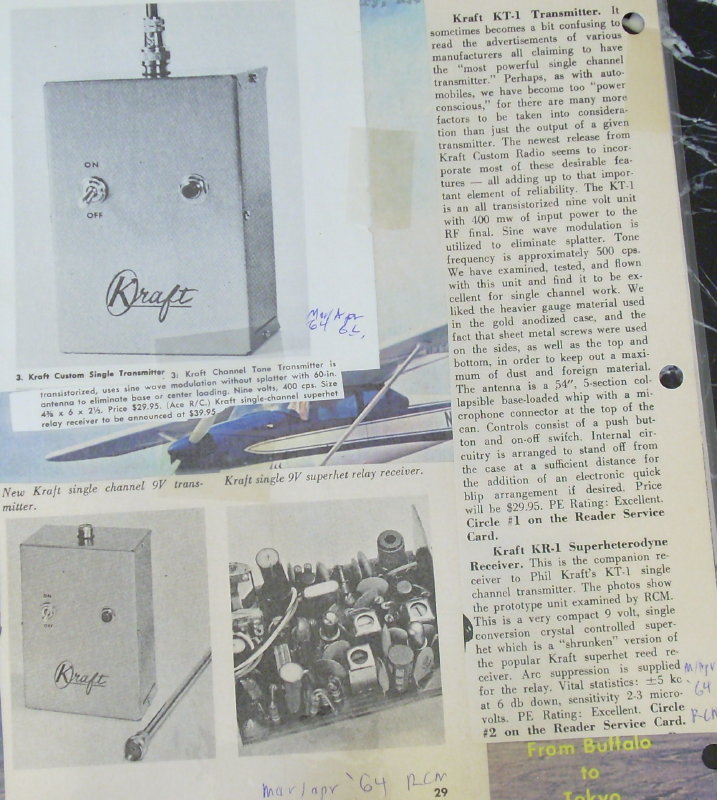 ON
OFF
Kraft
Mar/Apr
'64
3. Kraft Custom Single Transmitter 3: Kraft Channel Tone Transmitter is
transistorized, uses sine wave modulation without splatter with 60-in.
antenna to eliminate base or center loading. Nine volts, 400 cps. Size
4⅜ x 6 x 2½. Price $29.95. (Ace R/C.) Kraft single-channel superhet
relay receiver to be announced at $39.95
New Kraft single channel 9V trans-
mitter.
Kraft single 9V superhet relay receiver.
ON
OFF
Kraft
mar/apr '64 RCM
29
Kraft KT-1 Transmitter. It
sometimes becomes a bit confusing to
read the advertisements of various
manufacturers all claiming to have
the "most powerful single channel
transmitter." Perhaps, as with auto-
mobiles, we have become too "power
conscious," for there are many more
factors to be taken into considera-
tion than just the output of a given
transmitter. The newest release from
Kraft Custom Radio seems to incor-
porate most of these desirable fea-
tures — all adding up to that impor-
tant element of reliability. The KT-1
is an all transistorized nine volt unit
with 400 mw of input power to the
RF final. Sine wave modulation is
utilized to eliminate splatter. Tone
frequency is approximately 500 cps.
We have examined, tested, and flown
with this unit and find it to be ex-
cellent for single channel work. We
liked the heavier gauge material used
in the gold anodized case, and the
fact that sheet metal screws were used
on the sides, as well as the top and
bottom, in order to keep out a maxi-
mum of dust and foreign material.
The antenna is a 54", 5-section col-
lapsible base-loaded whip with a mi-
crophone connector at the top of the
can. Controls consist of a push but-
ton and on-off switch. Internal cir-
cuitry is arranged to stand off from
the case at a sufficient distance for
the addition of an electronic quick
blip arrangement if desired. Price
will be $29.95. PE Rating: Excellent.
Circle #1 on the Reader Service
Card.
Kraft KR-1 Superheterodyne
Receiver. This is the companion re-
ceiver to Phil Kraft's KT-1 single
channel transmitter. The photos show
the prototype unit examined by RCM.
This is a very compact 9 volt, single
conversion crystal controlled super-
het which is a "shrunken" version of
the popular Kraft superhet reed re-
ceiver. Arc suppression is supplied
for the relay. Vital statistics: ±5 kc
at 6 db down, sensitivity 2-3 micro-
volts. PE Rating: Excellent. Circle
#2 on the Reader Service Card.
M/Apr
'64
RCM
From Buffalo
to
Tokyo